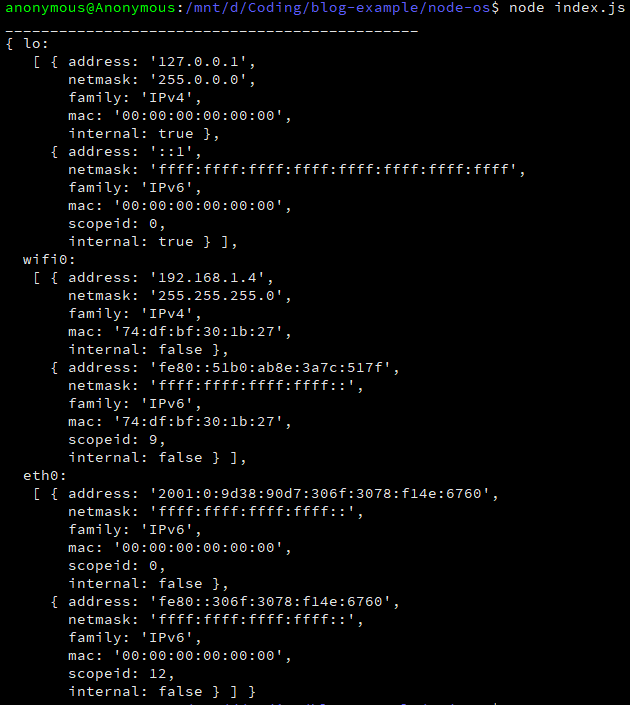 anonymous@Anonymous:/mnt/d/Coding/blog-example/node-os$ node index.js
______________________________________________
{ lo:
   [ { address: '127.0.0.1',
       netmask: '255.0.0.0',
       family: 'IPv4',
       mac: '00:00:00:00:00:00',
       internal: true },
     { address: '::1',
       netmask: 'ffff:ffff:ffff:ffff:ffff:ffff:ffff:ffff',
       family: 'IPv6',
       mac: '00:00:00:00:00:00',
       scopeid: 0,
       internal: true } ],
  wifi0:
   [ { address: '192.168.1.4',
       netmask: '255.255.255.0',
       family: 'IPv4',
       mac: '74:df:bf:30:1b:27',
       internal: false },
     { address: 'fe80::51b0:ab8e:3a7c:517f',
       netmask: 'ffff:ffff:ffff:ffff::',
       family: 'IPv6',
       mac: '74:df:bf:30:1b:27',
       scopeid: 9,
       internal: false } ],
  eth0:
   [ { address: '2001:0:9d38:90d7:306f:3078:f14e:6760',
       netmask: 'ffff:ffff:ffff:ffff::',
       family: 'IPv6',
       mac: '00:00:00:00:00:00',
       scopeid: 0,
       internal: false },
     { address: 'fe80::306f:3078:f14e:6760',
       netmask: 'ffff:ffff:ffff:ffff::',
       family: 'IPv6',
       mac: '00:00:00:00:00:00',
       scopeid: 12,
       internal: false } ] }